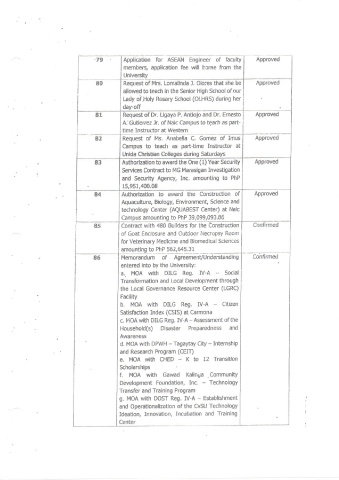 79 Application for ASEAN Engineer of faculty Approved
members, application fee will come from the
University
80 Request of Mrs. Lomalinda J. Olores that she be Approved
allowed to teach in the Senior High School of our
Lady of Holy Rosary School (OLHRS) during her
day-off
81 Request of Dr. Ligaya P. Antiojo and Dr. Ernesto Approved
A. Gutierrez Jr. of Naic Campus to teach as part-
time Instructor at Western
82 Request of Ms. Anabella C. Gomez of Imus Approved
Campus to teach as part-time Instructor at
Unida Christian Colleges during Saturdays
83 Authorization to award the One (1) Year Security Approved
Services Contract to MG Maravigan Investigation
and Security Agency, Inc. amounting to PhP
15,951,400.08
84 Authorization to award the Construction of Approved
Aquaculture, Biology, Environment, Science and
technology Center (AQUABEST Center) at Naic
Campus amounting to PhP 39,099,093.86
85 Contract with 480 Builders for the Construction Confirmed
of Goat Enclosure and Outdoor Necropsy Room
for Veterinary Medicine and Biomedical Sciences
amounting to PhP 562,645.31
86 Memorandum of Agreement/Understanding Confirmed
entered into by the University:
a. MOA with DILG Reg. IV-A – Social
Transformation and Local Development through
the Local Governance Resource Center (LGRC)
Facility
b. MOA with DILG Reg. IV-A – Citizen
Satisfaction Index (CSIS) at Carmona
c. MOA with DILG Reg. IV-A – Assessment of the
Household(s) Disaster Preparedness and
Awareness
d. MOA with DPWH – Tagaytay City – Internship
and Research Program (CEIT)
e. MOA with CHED – K to 12 Transition
Scholarships
f. MOA with Gawad Kalinga Community
Development Foundation, Inc. – Technology
Transfer and Training Program
g. MOA with DOST Reg. IV-A – Establishment
and Operationalization of the CvSU Technology
Ideation, Innovation, Incubation and Training
Center